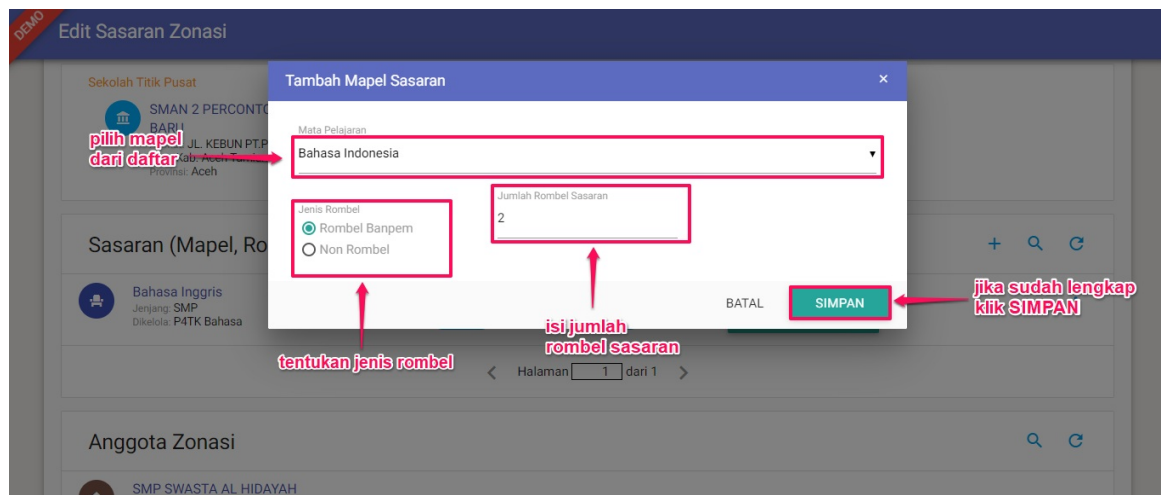 DEMO
Edit Sasaran Zonasi
Sekolah Titik Pusat
SMAN 2 PERCONTO
BARU
JL. KEBUN PT.P
Kab. Aceh Tami
Provinsi: Aceh
pilih mapel
dari daftar
Tambah Mapel Sasaran
×
Mata Pelajaran
Bahasa Indonesia
Jenis Rombel
Rombel Banpem
Non Rombel
Jumlah Rombel Sasaran
2
BATAL
SIMPAN
jika sudah lengkap
klik SIMPAN
Sasaran (Mapel, Ro
Bahasa Inggris
Jenjang: SMP
Dikelola: P4TK Bahasa
isi jumlah
rombel sasaran
tentukan jenis rombel
Halaman 1 dari 1
Anggota Zonasi
SMP SWASTA AL HIDAYAH